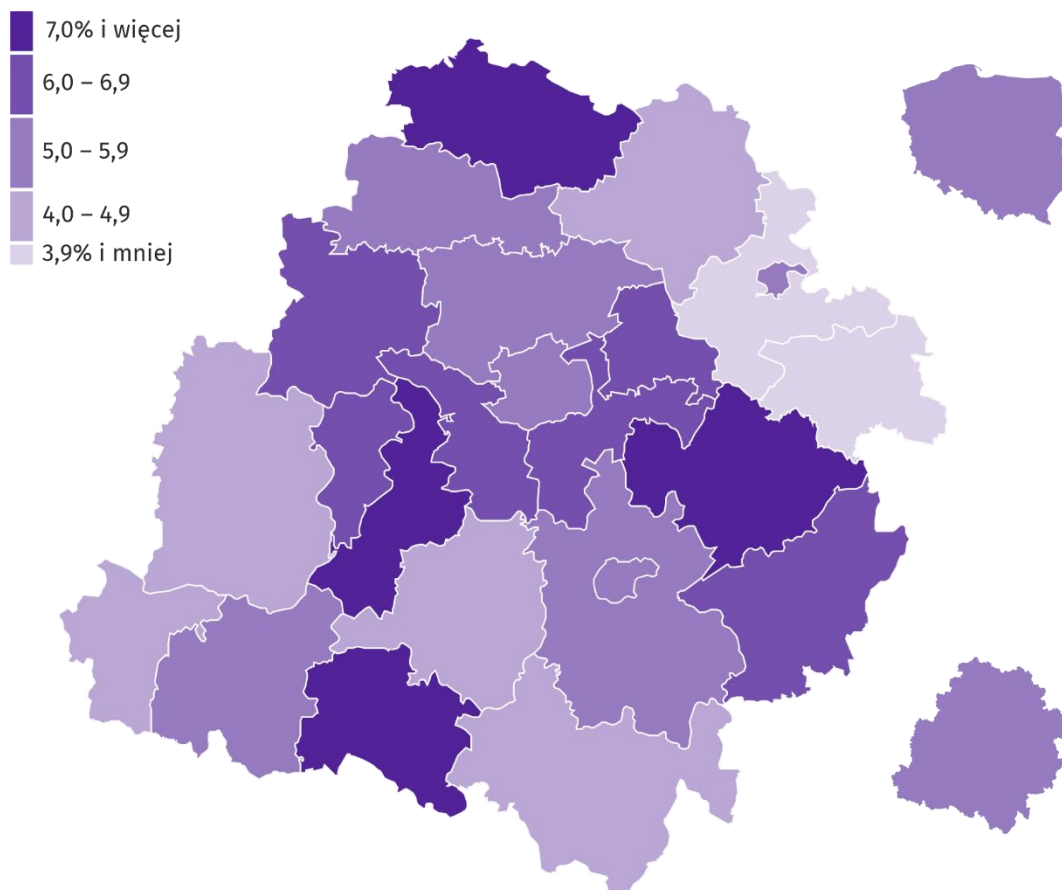 7,0% i więcej
6,0 – 6,9
5,0 – 5,9
4,0 – 4,9
3,9% i mniej